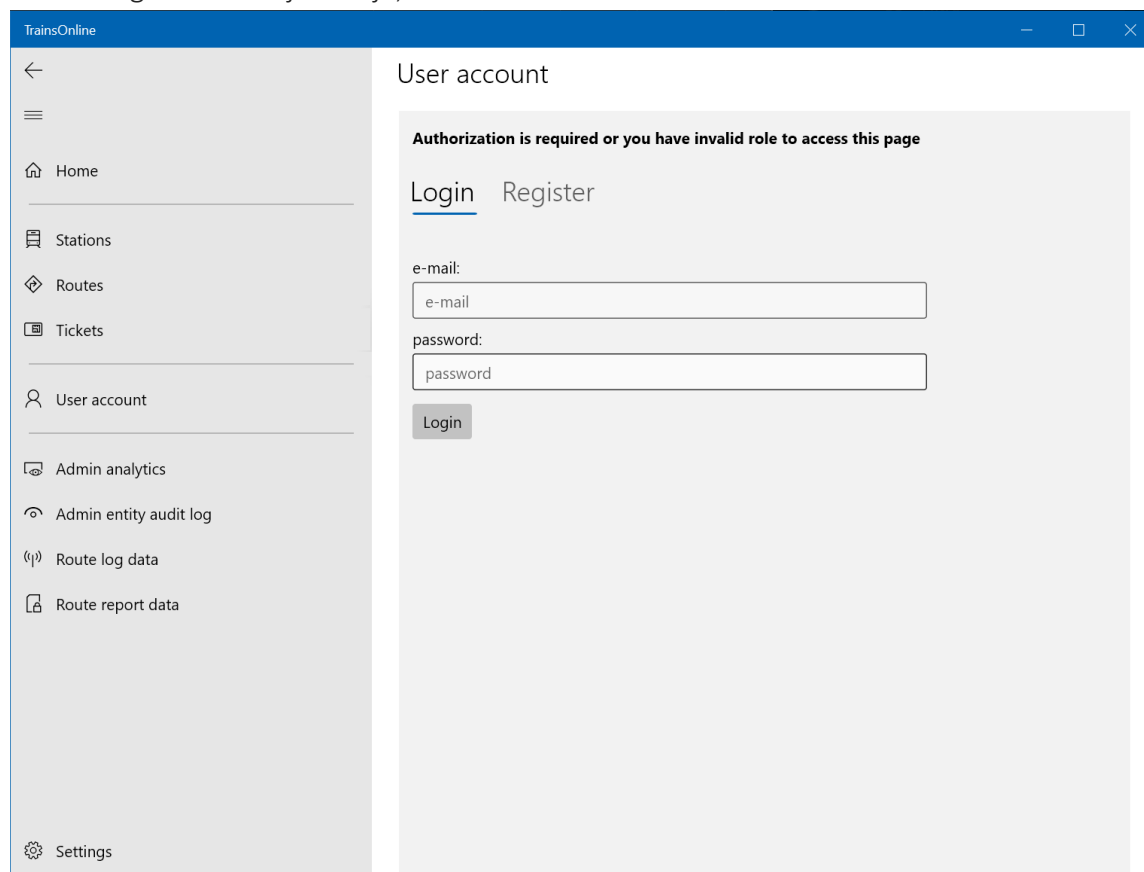 TrainsOnline
User account
Authorization is required or you have invalid role to access this page
Home
Login Register
Stations
e-mail:
Routes
e-mail
Tickets
password:
password
User account
Login
Admin analytics
Admin entity audit log
Route log data
Route report data
Settings